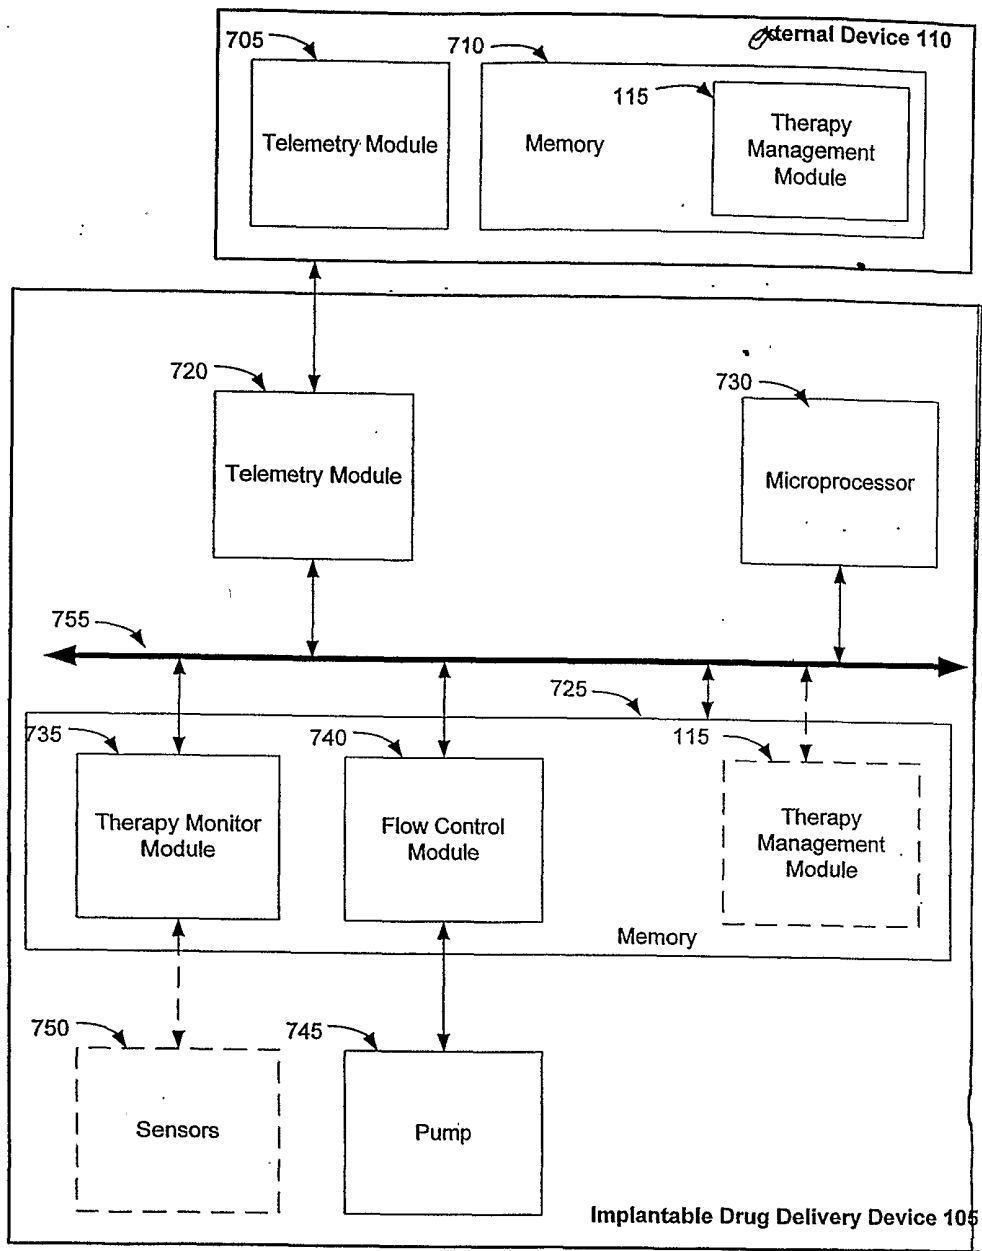 705
710
External Device 110
115
Telemetry Module
Memory
Therapy
Management
Module
720
730
Telemetry Module
Microprocessor
755
725
735
740
115
Therapy Monitor
Module
Flow Control
Module
Therapy
Management
Module
Memory
750
745
Sensors
Pump
Implantable Drug Delivery Device 105